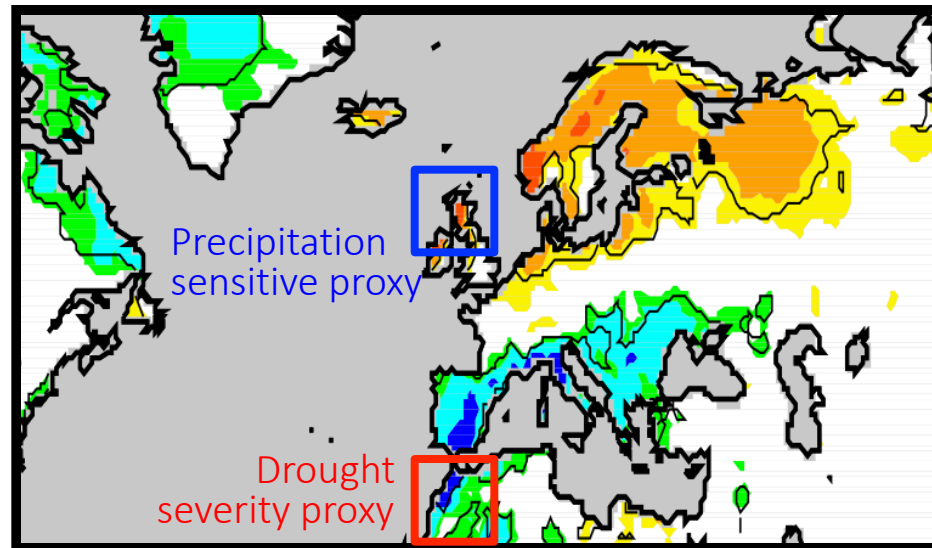 Precipitation
sensitive proxy
Drought
severity proxy